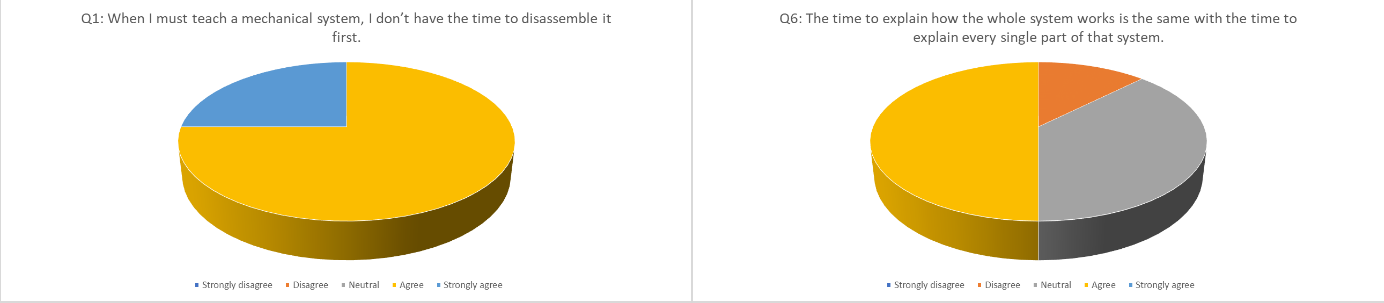 Q1: When I must teach a mechanical system, I don’t have the time to disassemble it
first.
Strongly disagree Disagree Neutral Agree Strongly agree
Q6: The time to explain how the whole system works is the same with the time to
explain every single part of that system.
Strongly disagree Disagree Neutral Agree Strongly agree